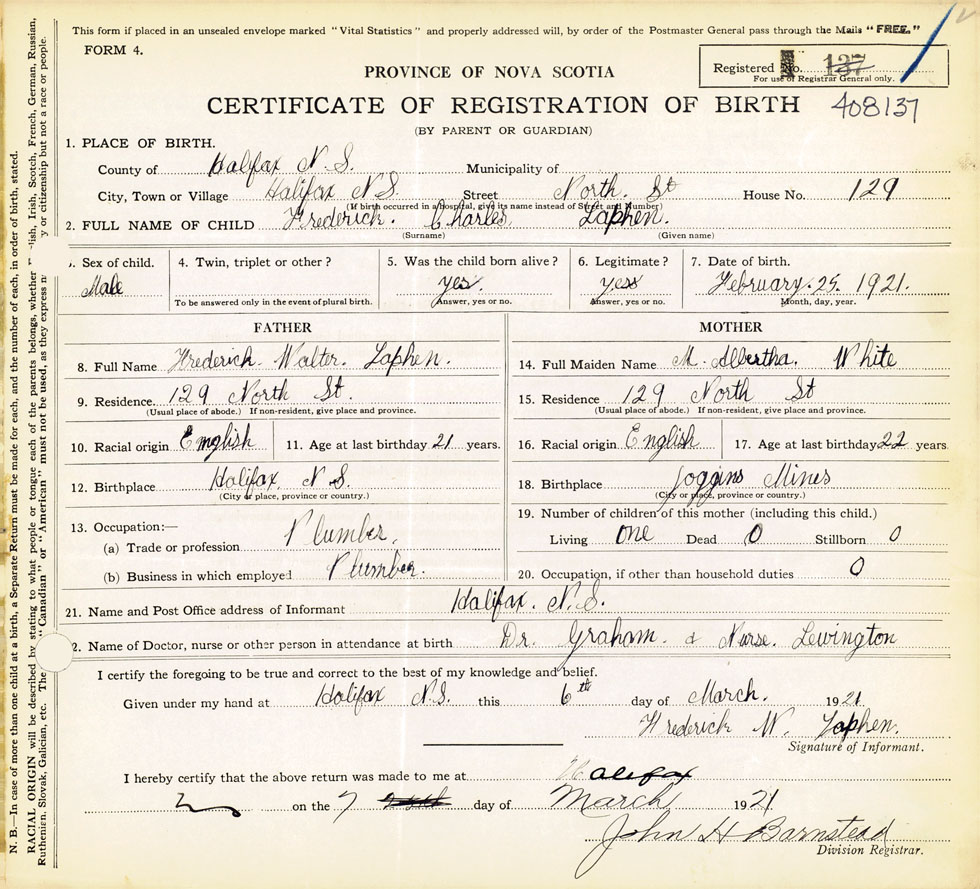 This form if placed in an unsealed envelope marked "Vital Statistics" and properly addressed will, by order of the Postmaster General pass through the Mails "FREE."
FORM 4.
Registered No. 137
For use of Registrar General only.
PROVINCE OF NOVA SCOTIA
CERTIFICATE OF REGISTRATION OF BIRTH 408137
(BY PARENT OR GUARDIAN)
1. PLACE OF BIRTH.
County of Halifax N.S. Municipality of
City, Town or Village Halifax N.S. Street North. St House No. 129
(If birth occurred in a hospital, give its name instead of Street and Number)
2. FULL NAME OF CHILD Frederick. Charles. Laphen.
(Surname) (Given name)
. Sex of child. 4. Twin, triplet or other? 5. Was the child born alive? 6. Legitimate? 7. Date of birth.
Male yes. yes February. 25. 1921.
To be answered only in the event of plural birth. Answer, yes or no. Answer, yes or no. Month, day, year.
FATHER MOTHER
8. Full Name Frederick. Walter. Laphen. 14. Full Maiden Name M. Albertha. White
9. Residence. 129 North St. 15. Residence 129 North St
(Usual place of abode.) If non-resident, give place and province. (Usual place of abode.) If non-resident, give place and province.
10. Racial origin English 11. Age at last birthday 21 years. 16. Racial origin English 17. Age at last birthday 22 years
12. Birthplace Halifax. N.S. 18. Birthplace Joggins Mines
(City or place, province or country.) (City or place, province or country.)
13. Occupation:— 19. Number of children of this mother (including this child.)
(a) Trade or profession Plumber. Living one Dead 0 Stillborn 0
(b) Business in which employed Plumber. 20. Occupation, if other than household duties 0
21. Name and Post Office address of Informant Halifax. N.S.
2. Name of Doctor, nurse or other person in attendance at birth Dr. Graham. & Nurse. Lewington
I certify the foregoing to be true and correct to the best of my knowledge and belief.
Given under my hand at Halifax N.S. this 6th day of March. 1921
Frederick W. Laphen.
Signature of Informant.
I hereby certify that the above return was made to me at Halifax
on the 7 day of March 1921
John H Barnstead
Division Registrar.
N. B.—In case of more than one child at a birth, a Separate Return must be made for each, and the number of each, in order of birth, stated.
RACIAL ORIGIN will be described by stating to what people or tongue each of the parents belongs, whether "lish, Irish, Scotch, French, German, Russian,
Ruthenian, Slovak, Galician, etc. The "Canadian" or "American" must not be used, as they express n y or citizenship but not a race or people.